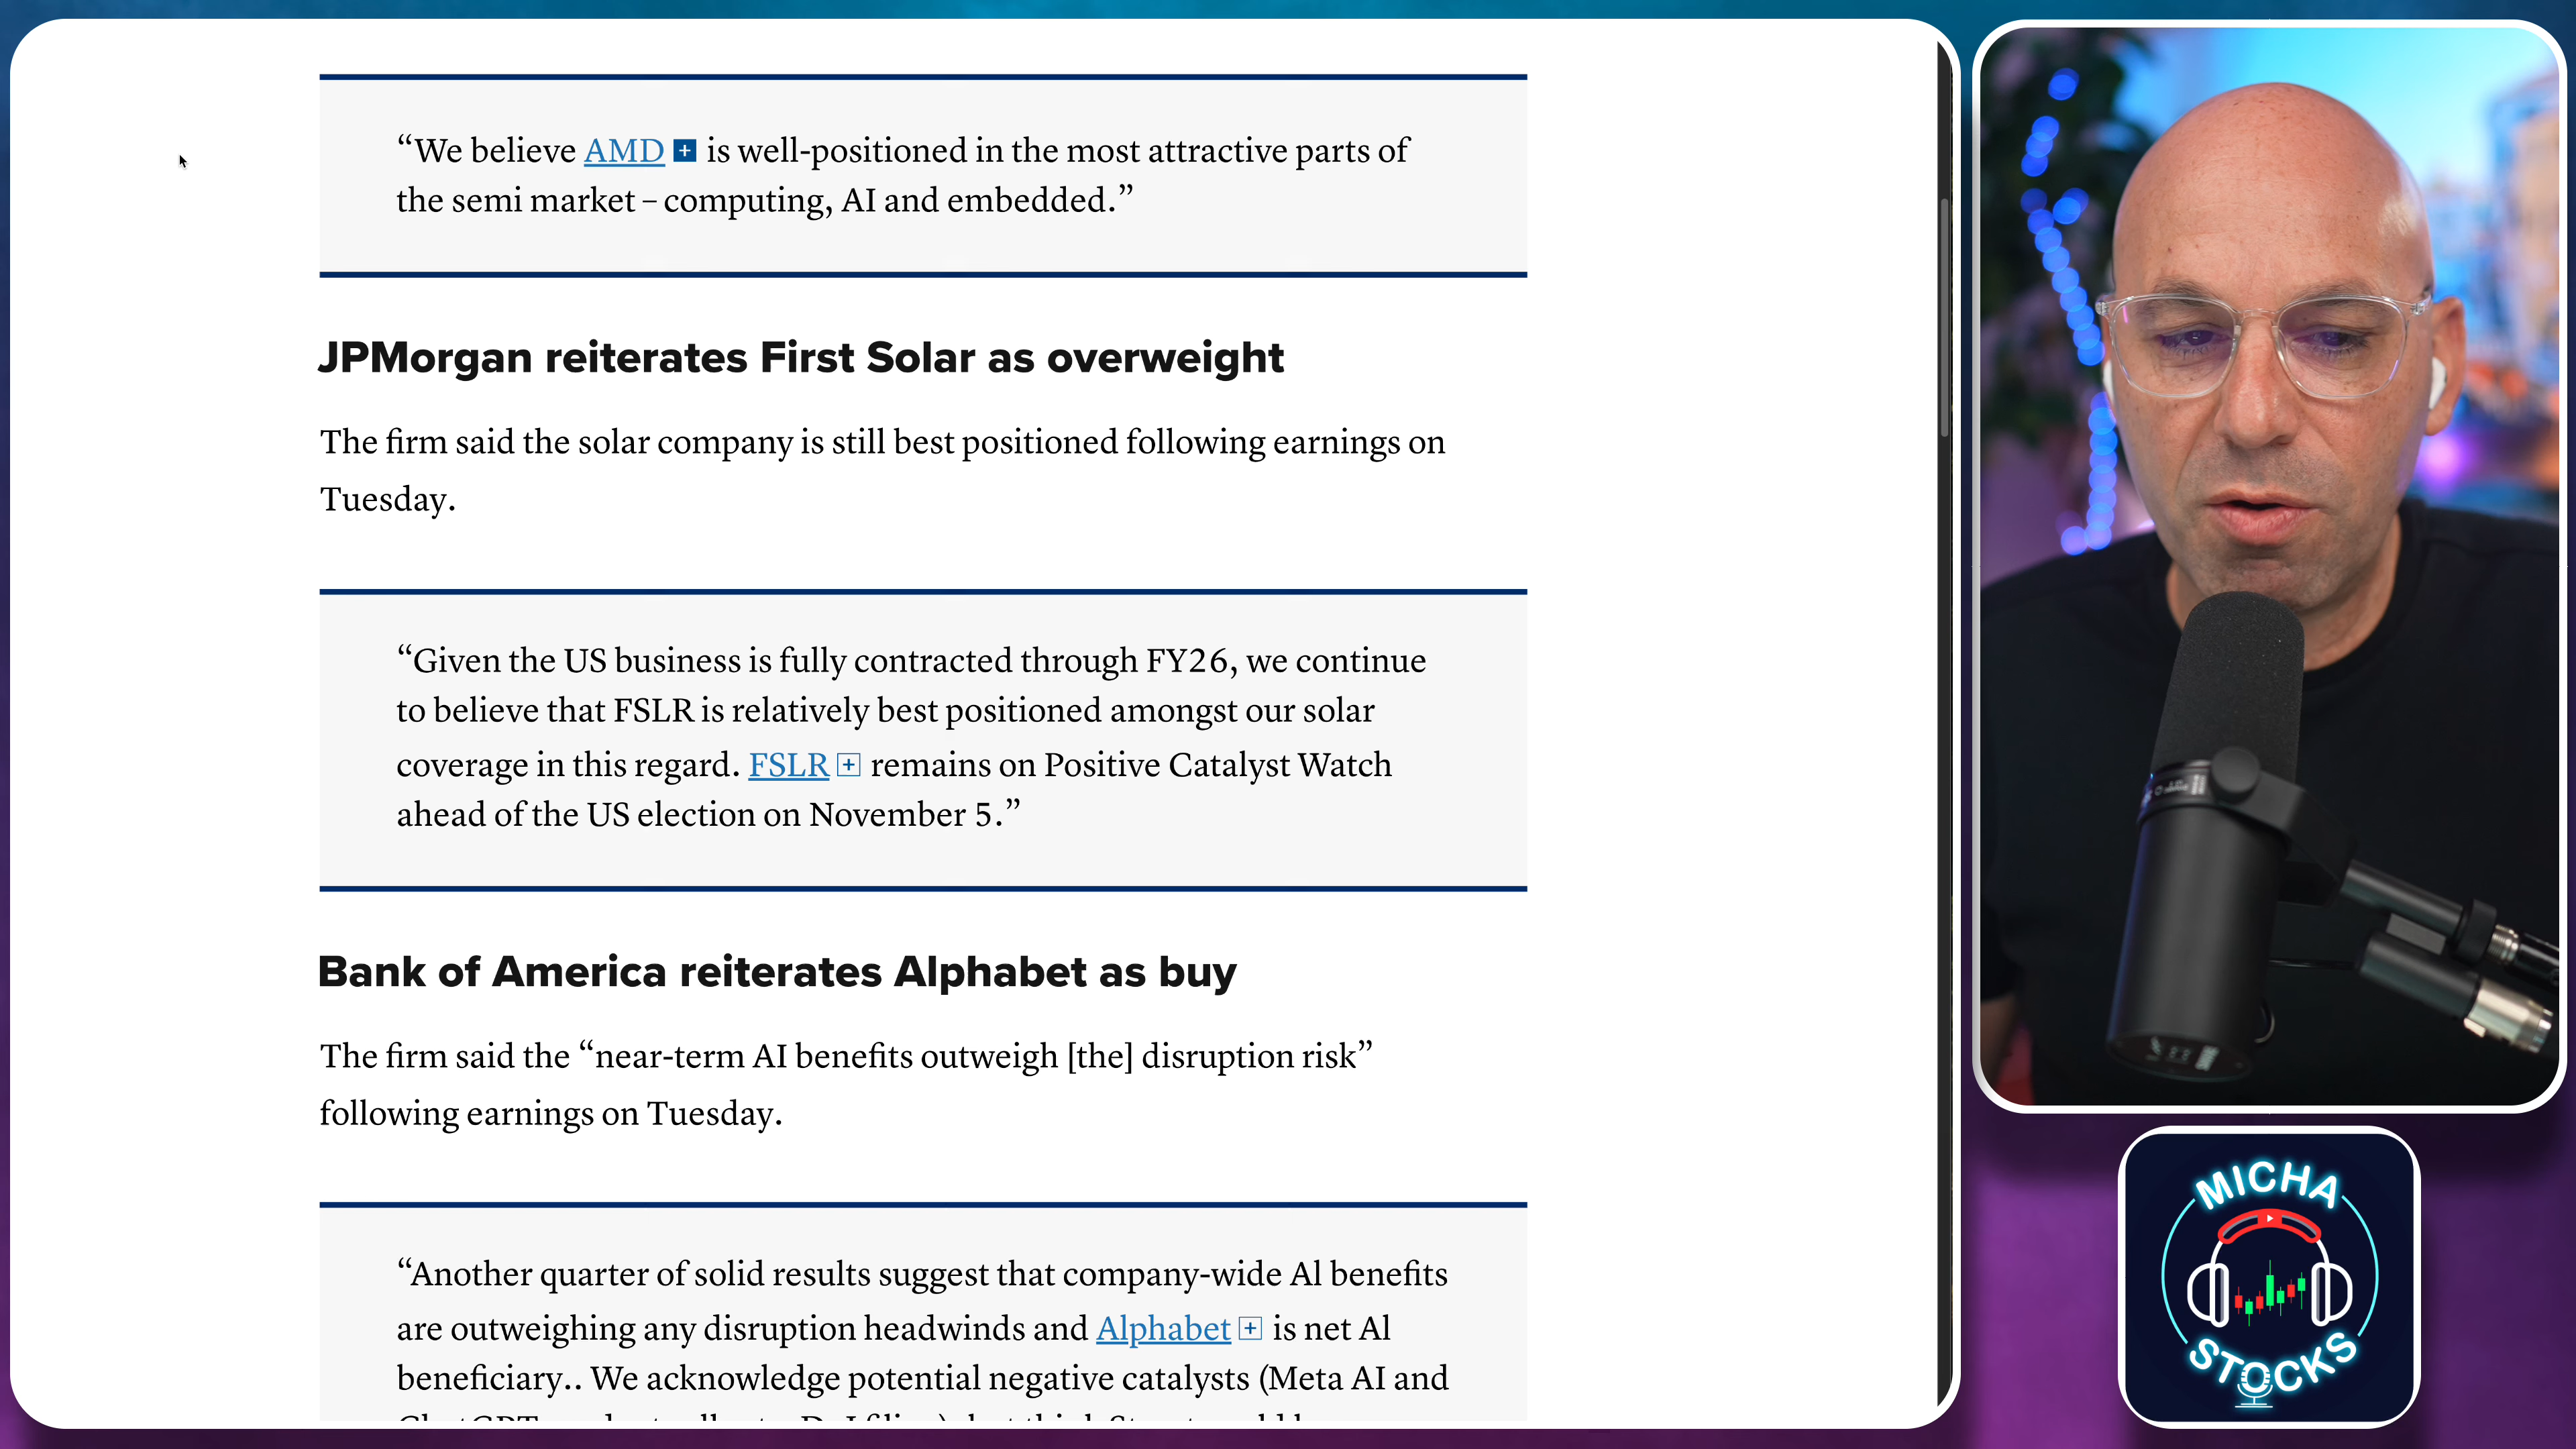 “We believe AMD is well-positioned in the most attractive parts of
the semi market – computing, AI and embedded.”
JPMorgan reiterates First Solar as overweight
The firm said the solar company is still best positioned following earnings on
Tuesday.
“Given the US business is fully contracted through FY26, we continue
to believe that FSLR is relatively best positioned amongst our solar
coverage in this regard. FSLR remains on Positive Catalyst Watch
ahead of the US election on November 5.”
Bank of America reiterates Alphabet as buy
The firm said the “near-term AI benefits outweigh [the] disruption risk”
following earnings on Tuesday.
“Another quarter of solid results suggest that company-wide Al benefits
are outweighing any disruption headwinds and Alphabet is net Al
beneficiary.. We acknowledge potential negative catalysts (Meta AI and
MICHA
STOCKS